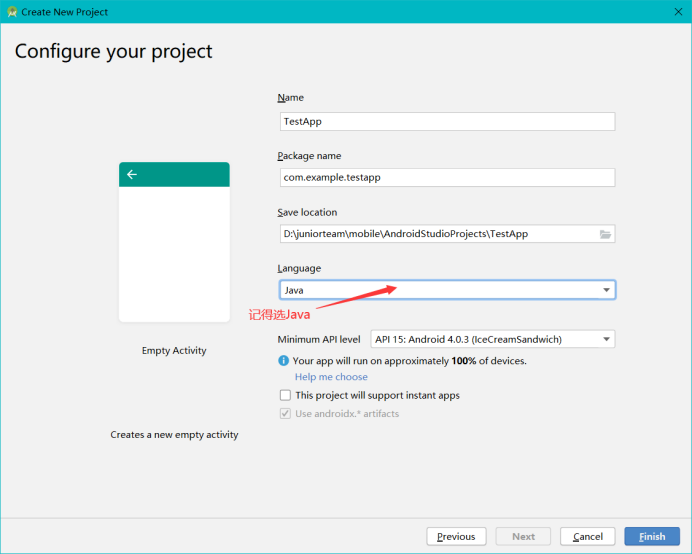 Create New Project
Configure your project
Name
TestApp
Package name
com.example.testapp
Save location
D:\juniorteam\mobile\AndroidStudioProjects\TestApp
Language
Java
记得选Java
Minimum API level API 15: Android 4.0.3 (IceCreamSandwich)
Empty Activity
Your app will run on approximately 100% of devices.
Help me choose
This project will support instant apps
Use androidx.* artifacts
Creates a new empty activity
Previous Next Cancel Finish